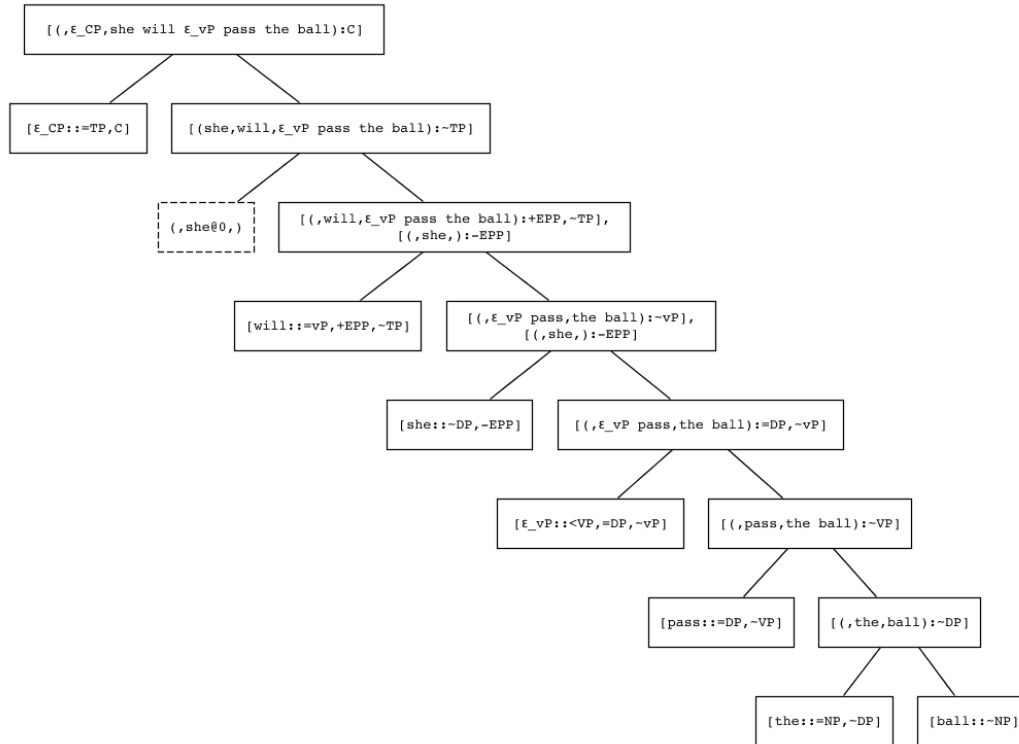 [(,ε_CP,she will ε_vP pass the ball):C]
[ε_CP::=TP,C]
[(she,will,ε_vP pass the ball):~TP]
(,she@0,)
[(,will,ε_vP pass the ball):+EPP,~TP],
[(,she,):-EPP]
[will::=vP,+EPP,~TP]
[(,ε_vP pass,the ball):~vP],
[(,she,):-EPP]
[she::~DP,-EPP]
[(,ε_vP pass,the ball):=DP,~vP]
[ε_vP::<VP,=DP,~vP]
[(,pass,the ball):~VP]
[pass::=DP,~VP]
[(,the,ball):~DP]
[the::=NP,~DP]
[ball::~NP]